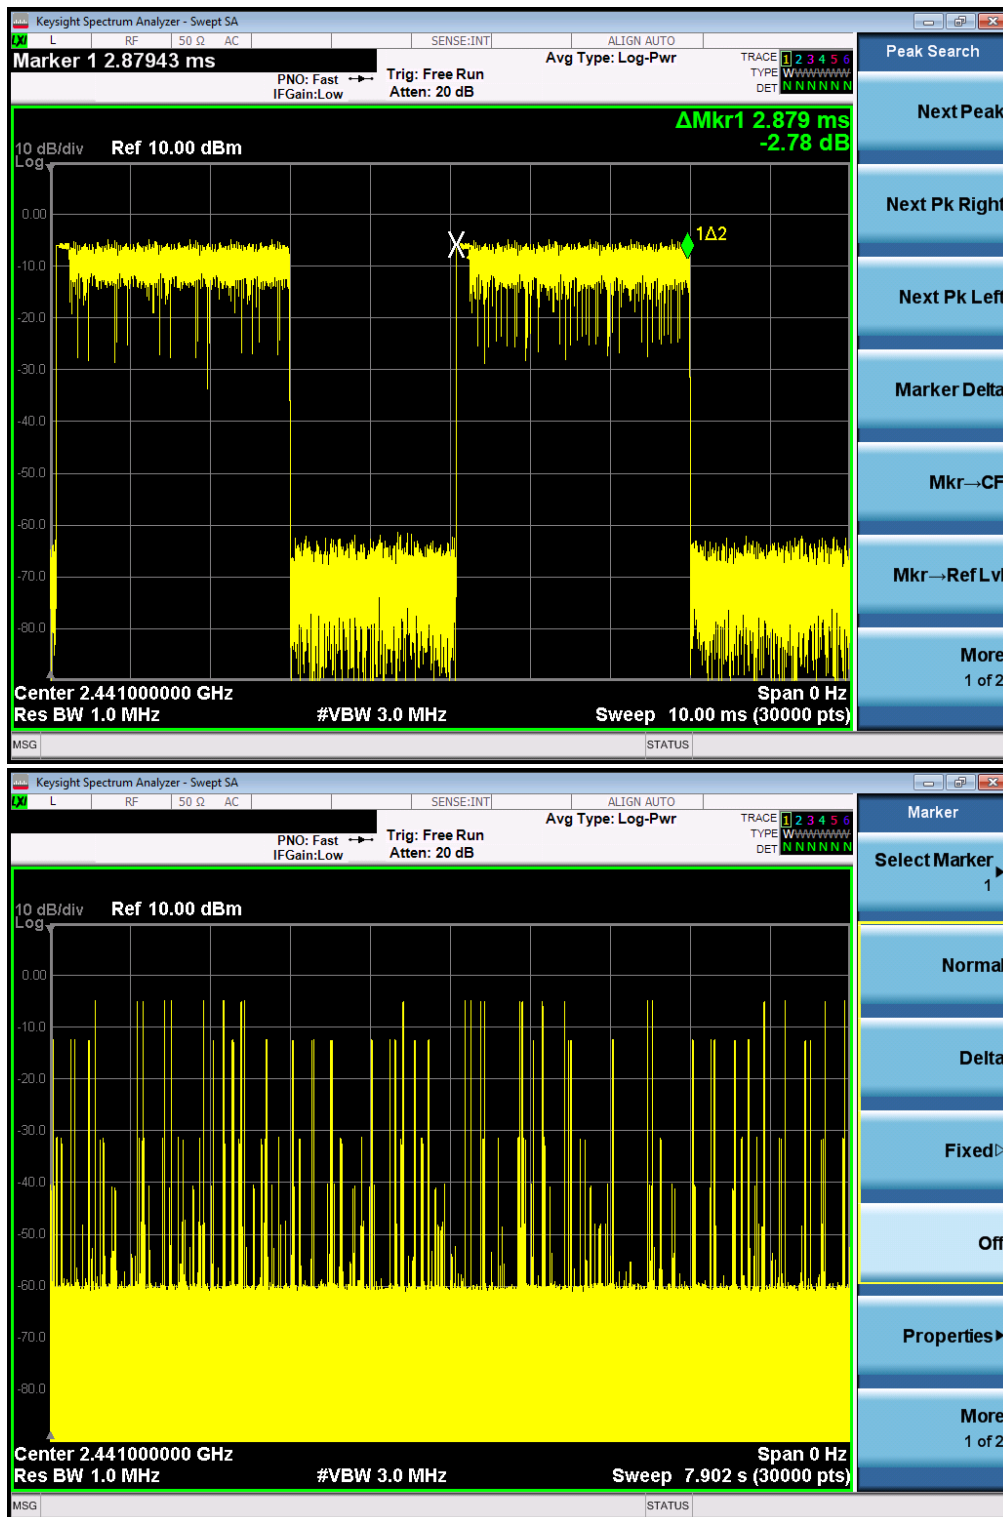 Keysight Spectrum Analyzer - Swept SA
LXI L RF 50 Ω AC SENSE:INT ALIGN AUTO
Marker 1 2.87943 ms
PNO: Fast
IFGain:Low
Trig: Free Run
Atten: 20 dB
Avg Type: Log-Pwr
TRACE 1 2 3 4 5 6
TYPE WWWWWW
DET N N N N N N
ΔMkr1 2.879 ms
-2.78 dB
10 dB/div Ref 10.00 dBm
Log
0.00
-10.0
-20.0
-30.0
-40.0
-50.0
-60.0
-70.0
-80.0
X
1Δ2
Center 2.441000000 GHz Span 0 Hz
Res BW 1.0 MHz #VBW 3.0 MHz Sweep 10.00 ms (30000 pts)
MSG STATUS
Peak Search
Next Peak
Next Pk Right
Next Pk Left
Marker Delta
Mkr→CF
Mkr→Ref Lvl
More
1 of 2
Keysight Spectrum Analyzer - Swept SA
LXI L RF 50 Ω AC SENSE:INT ALIGN AUTO
PNO: Fast
IFGain:Low
Trig: Free Run
Atten: 20 dB
Avg Type: Log-Pwr
TRACE 1 2 3 4 5 6
TYPE WWWWWW
DET N N N N N N
10 dB/div Ref 10.00 dBm
Log
0.00
-10.0
-20.0
-30.0
-40.0
-50.0
-60.0
-70.0
-80.0
Center 2.441000000 GHz Span 0 Hz
Res BW 1.0 MHz #VBW 3.0 MHz Sweep 7.902 s (30000 pts)
MSG STATUS
Marker
Select Marker
1
Normal
Delta
Fixed
Off
Properties
More
1 of 2